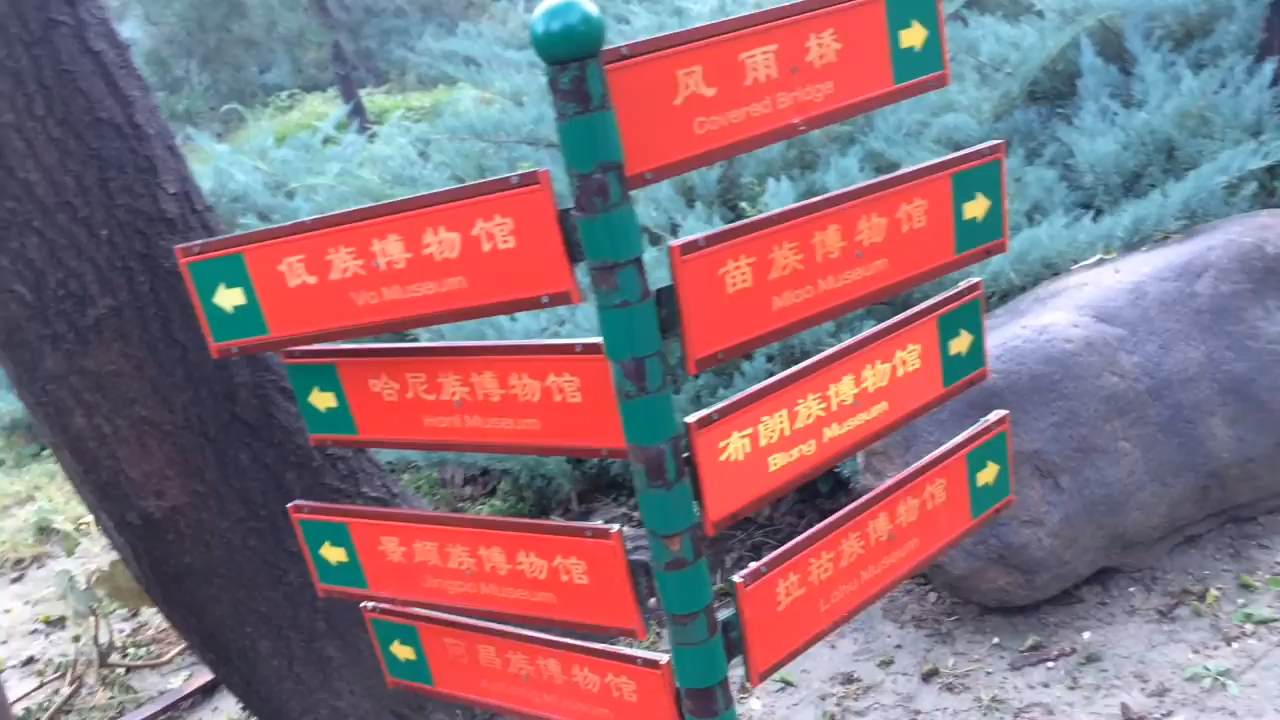 风雨桥
Covered Bridge
佤族博物馆
Va Museum
苗族博物馆
Miao Museum
哈尼族博物馆
Hani Museum
布朗族博物馆
Blang Museum
景颇族博物馆
Jingpo Museum
拉祜族博物馆
Lahu Museum
阿昌族博物馆
Museum